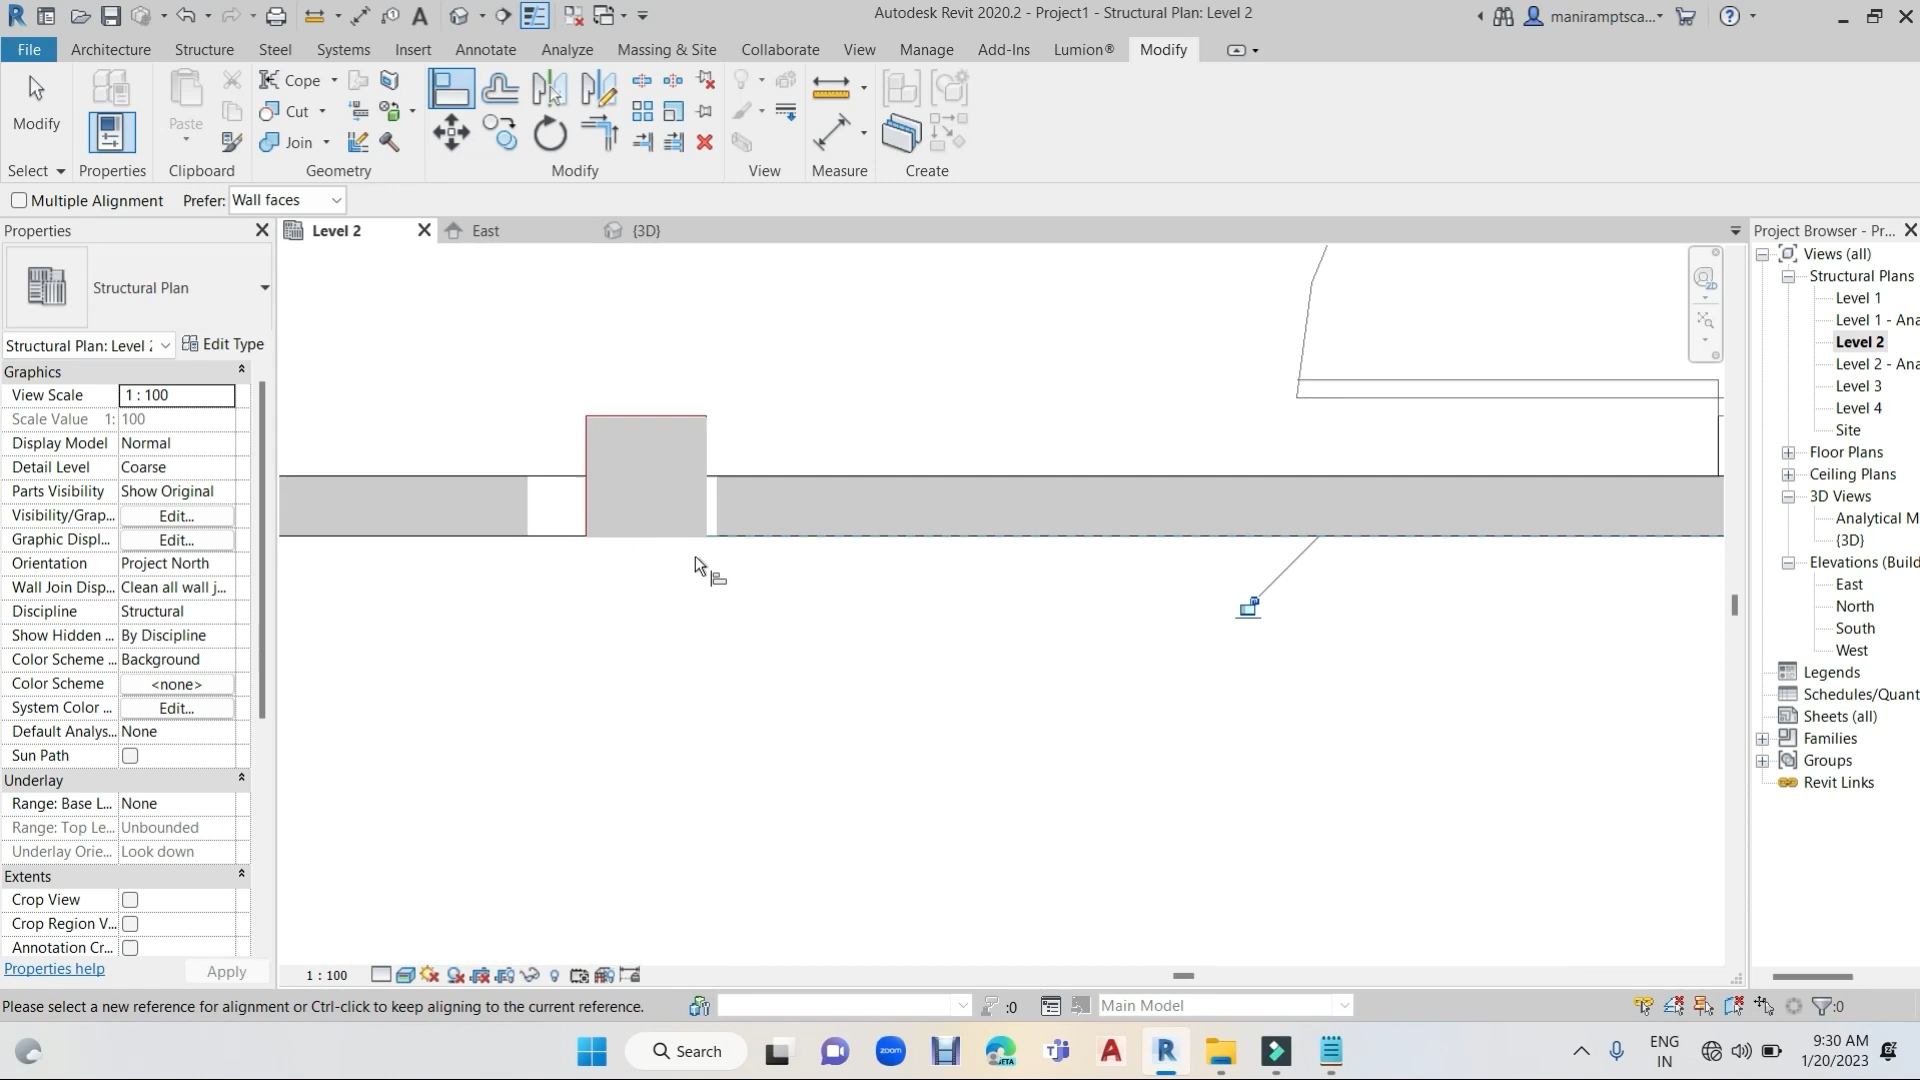 Autodesk Revit 2020.2 - Project1 - Structural Plan: Level 2
maniramptsca...
File Architecture Structure Steel Systems Insert Annotate Analyze Massing & Site Collaborate View Manage Add-Ins Lumion® Modify
Modify
Paste
Cope
Cut
Join
Select Properties Clipboard Geometry Modify View Measure Create
Multiple Alignment Prefer: Wall faces
Properties
Level 2 East {3D}
Project Browser - Pr...
Structural Plan
Structural Plan: Level 2 Edit Type
Graphics
View Scale 1 : 100
Scale Value 1: 100
Display Model Normal
Detail Level Coarse
Parts Visibility Show Original
Visibility/Grap... Edit...
Graphic Displ... Edit...
Orientation Project North
Wall Join Disp... Clean all wall j...
Discipline Structural
Show Hidden ... By Discipline
Color Scheme ... Background
Color Scheme <none>
System Color ... Edit...
Default Analys... None
Sun Path
Underlay
Range: Base L... None
Range: Top Le... Unbounded
Underlay Orie... Look down
Extents
Crop View
Crop Region V...
Annotation Cr...
Properties help Apply
2D
Views (all)
Structural Plans
Level 1
Level 1 - Ana
Level 2
Level 2 - Ana
Level 3
Level 4
Site
Floor Plans
Ceiling Plans
3D Views
Analytical M
{3D}
Elevations (Build
East
North
South
West
Legends
Schedules/Quant
Sheets (all)
Families
Groups
Revit Links
1 : 100
Please select a new reference for alignment or Ctrl-click to keep aligning to the current reference.
:0
Main Model
:0
Search
zoom
BETA
ENG
IN
9:30 AM
1/20/2023